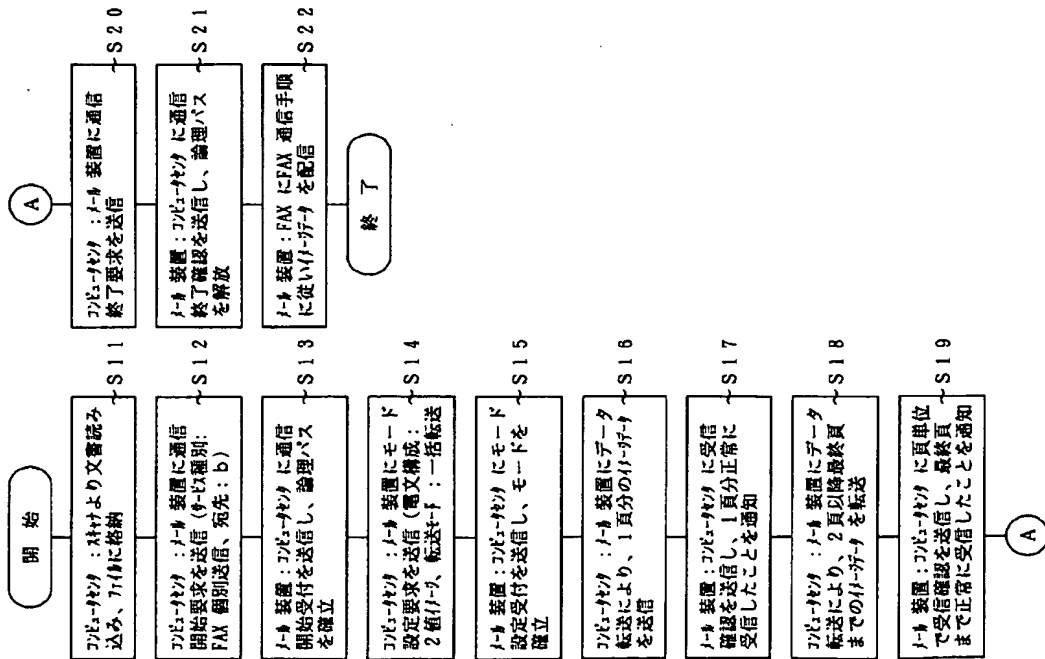 開 始
コンピュータセンタ：スキャナより文書読み
込み、ファイルに格納
～S11
コンピュータセンタ：メール装置に通信
開始要求を送信（サービス種別：
FAX 個別送信、宛先：b）
～S12
メール装置：コンピュータセンタに通信
開始受付を送信し、論理パス
を確立
～S13
コンピュータセンタ：メール装置にモード
設定要求を送信（電文構成：
2値イメージ、転送モード：一括転送
～S14
メール装置：コンピュータセンタにモード
設定受付を送信し、モードを
確立
～S15
コンピュータセンタ：メール装置にデータ
転送により、1頁分のイメージデータ
を送信
～S16
メール装置：コンピュータセンタに受信
確認を送信し、1頁分正常に
受信したことを通知
～S17
コンピュータセンタ：メール装置にデータ
転送により、2頁以降最終頁
までのイメージデータを転送
～S18
メール装置：コンピュータセンタに頁単位
で受信確認を送信し、最終頁
まで正常に受信したことを通知
～S19
A
A
コンピュータセンタ：メール装置に通信
終了要求を送信
～S20
メール装置：コンピュータセンタに通信
終了確認を送信し、論理パス
を解放
～S21
メール装置：FAX にFAX 通信手順
に従いイメージデータを配信
～S22
終 了